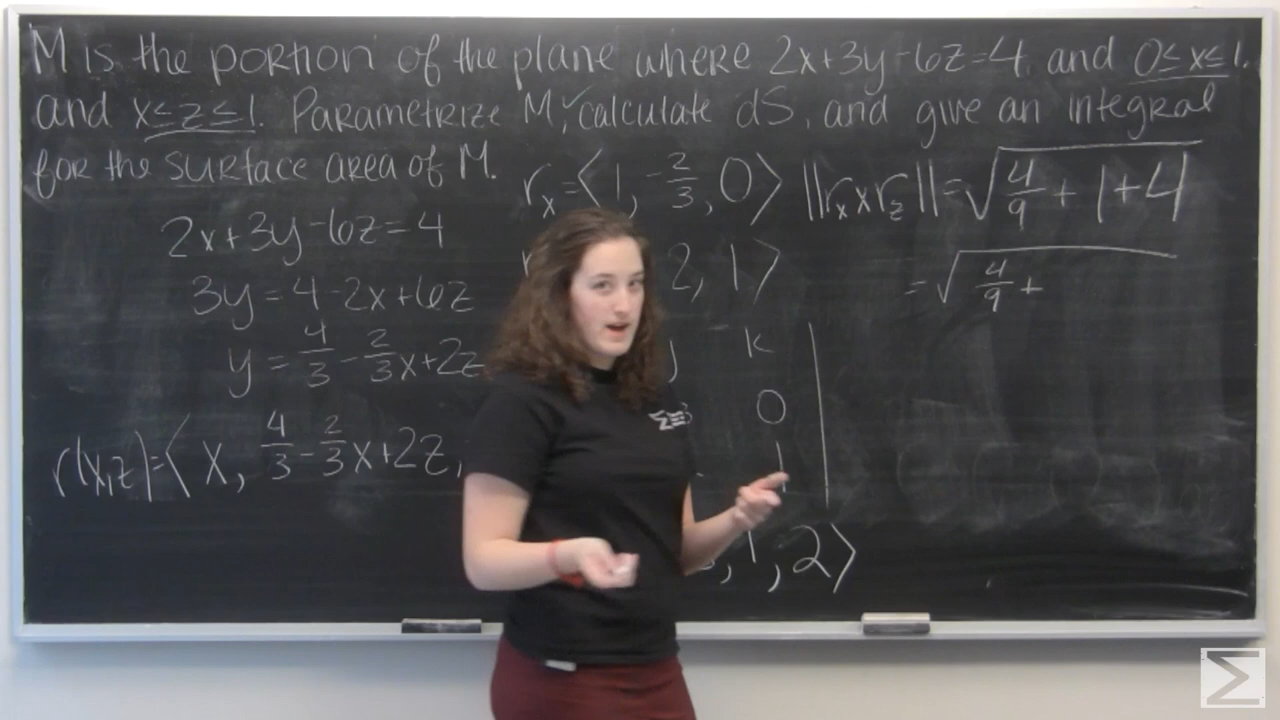 M is the portion of the plane where 2x+3y-6z=4 and 0≤x≤1.
and x≤z≤1. Parametrize M,✓calculate dS, and give an integral
for the surface area of M.
2x+3y-6z=4
3y=4-2x+6z
y=4/3-2/3x+2z
r(x,z)=⟨x, 4/3-2/3x+2z,
r_x=⟨1, -2/3, 0⟩
2, 1⟩
j k
0
1
, 1, 2⟩
||r_x×r_z||=√(4/9+1+4)
=√(4/9+
Σ